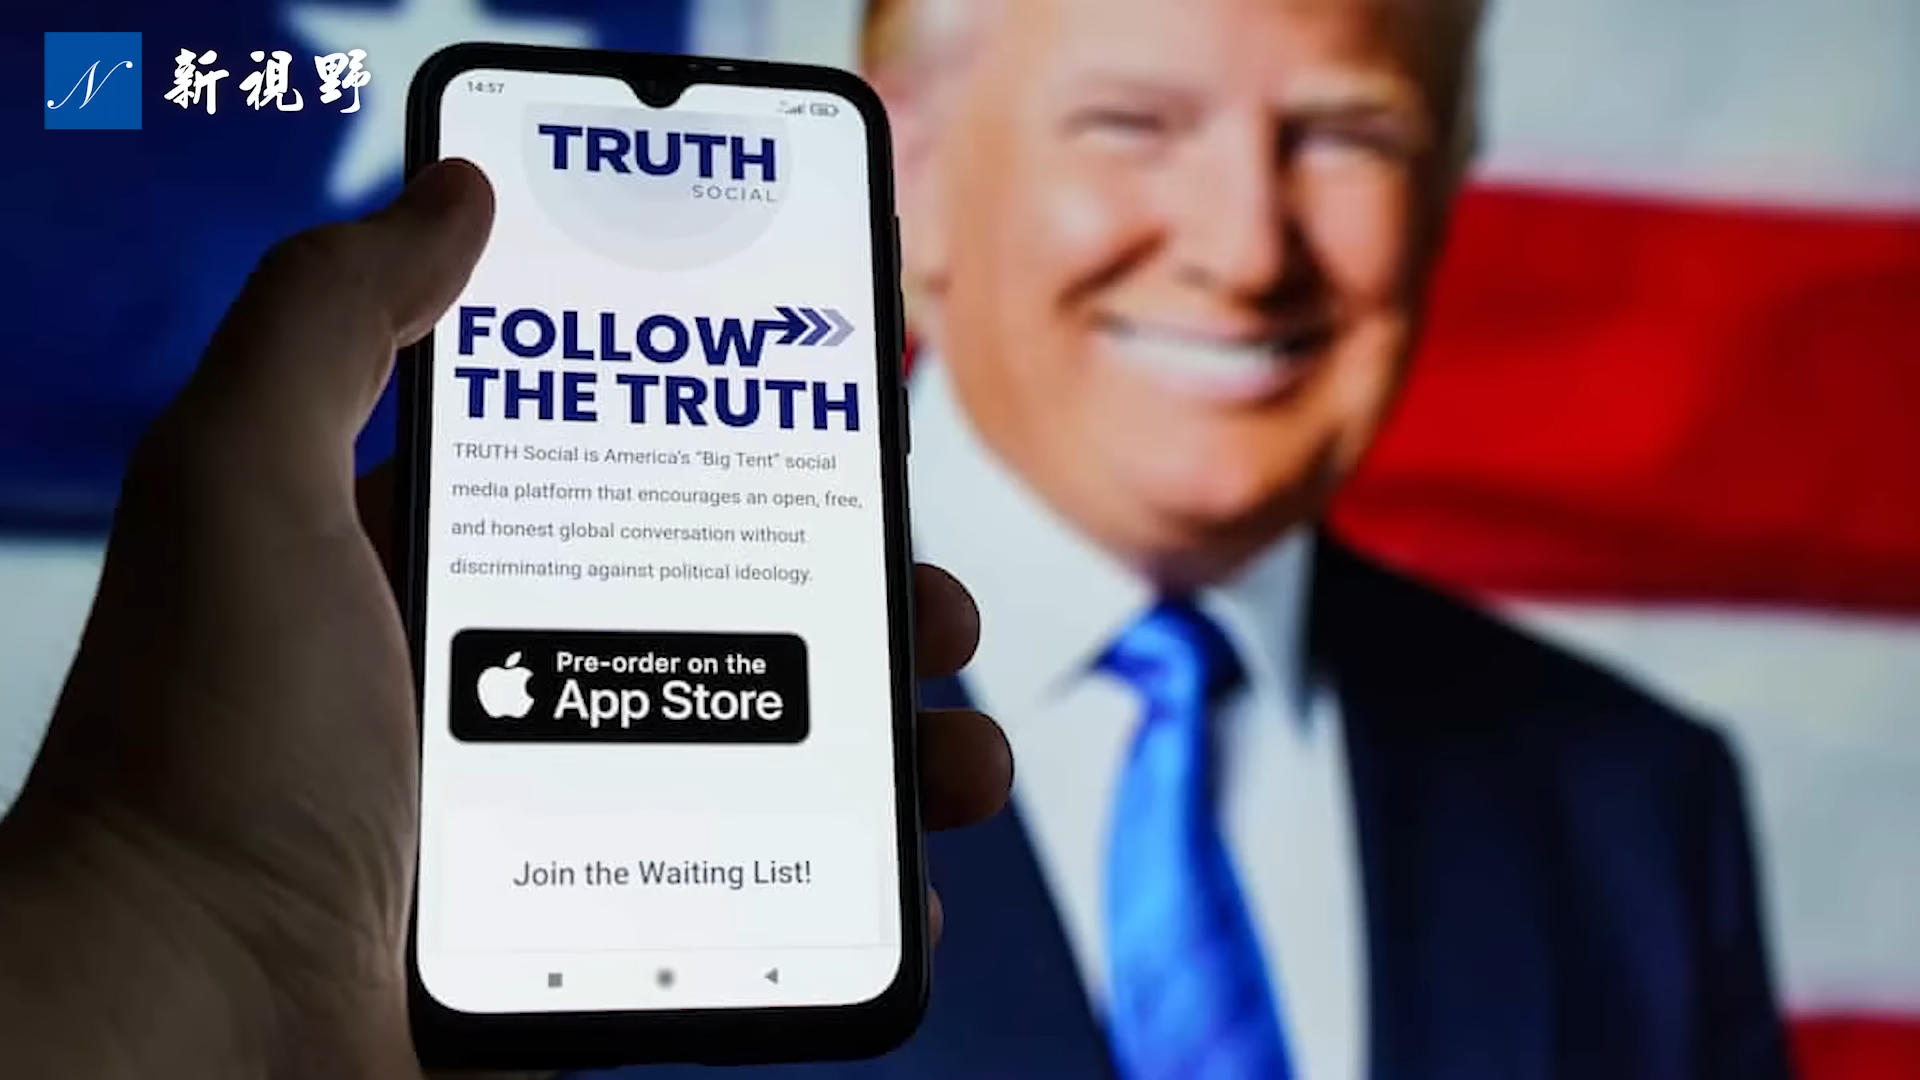 N 新視野
14:57
TRUTH
SOCIAL
FOLLOW
THE TRUTH
TRUTH Social is America's "Big Tent" social
media platform that encourages an open, free,
and honest global conversation without
discriminating against political ideology.
Pre-order on the
App Store
Join the Waiting List!